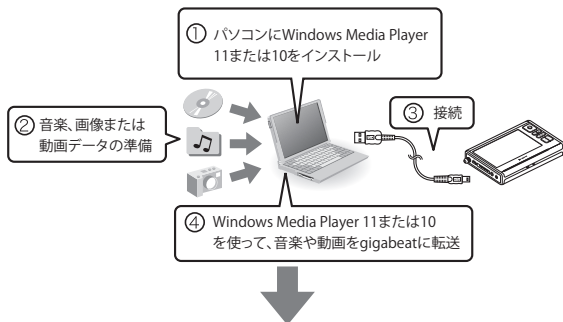 ① パソコンにWindows Media Player
11または10をインストール
② 音楽、画像または
動画データの準備
③ 接続
④ Windows Media Player 11または10
を使って、音楽や動画をgigabeatに転送